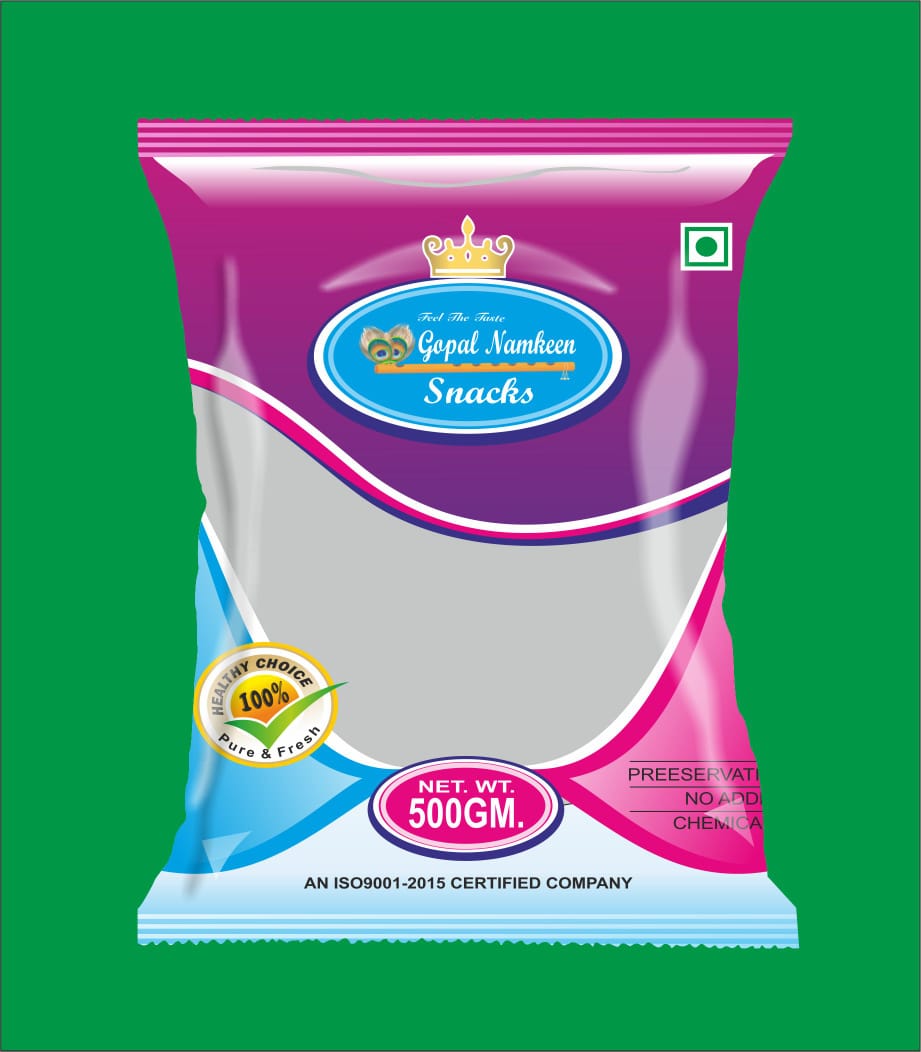 Feel The Taste
Gopal Namkeen
Snacks
HEALTHY CHOICE
100%
Pure & Fresh
NET. WT.
500GM.
PREESERVATI
NO ADDI
CHEMICA
AN ISO9001-2015 CERTIFIED COMPANY